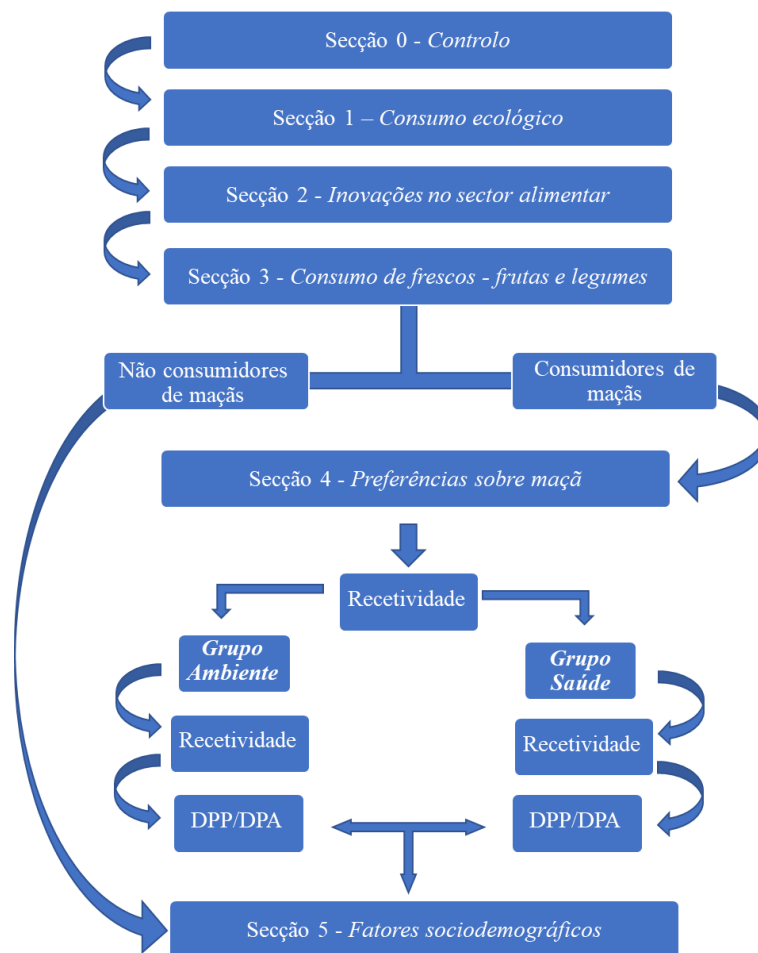 Secção 0 - Controlo
Secção 1 – Consumo ecológico
Secção 2 - Inovações no sector alimentar
Secção 3 - Consumo de frescos - frutas e legumes
Não consumidores
de maçãs
Consumidores de
maçãs
Secção 4 - Preferências sobre maçã
Recetividade
Grupo
Ambiente
Grupo
Saúde
Recetividade
Recetividade
DPP/DPA
DPP/DPA
Secção 5 - Fatores sociodemográficos